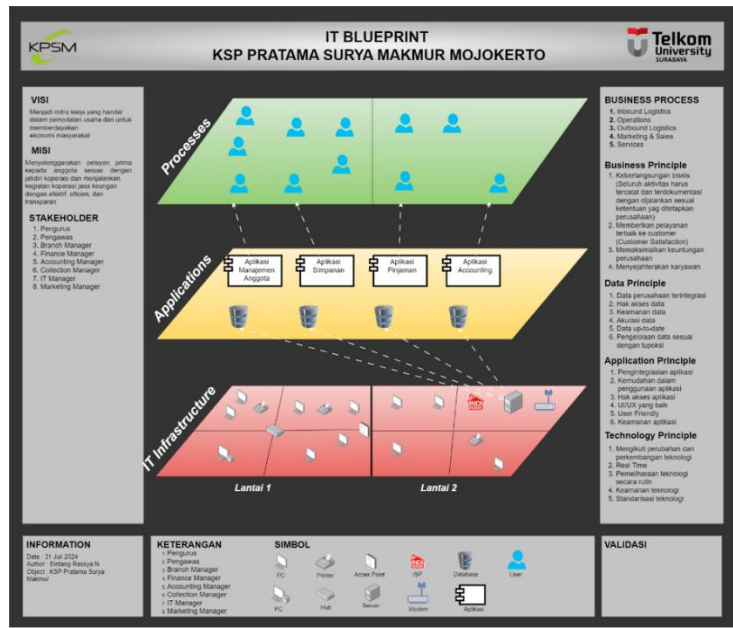 KPSM
IT BLUEPRINT
KSP PRATAMA SURYA MAKMUR MOJOKERTO
Telkom
University
SURABAYA
VISI
Menjadi mitra kerja yang handal
dalam pemodalan usaha dan untuk
memberdayakan
ekonomi masyarakat
MISI
Menyelenggarakan pelayan prima
kepada anggota sesuai dengan
jatidiri koperasi dan menjalankan
kegiatan koperasi jasa keungan
dengan efektif, efisien, dan
transparan
STAKEHOLDER
1. Pengurus
2. Pengawas
3. Branch Manager
4. Finance Manager
5. Accounting Manager
6. Collection Manager
7. IT Manager
8. Marketing Manager
Processes
Applications
Aplikasi
Manajemen
Anggota
Aplikasi
Simpanan
Aplikasi
Pinjaman
Aplikasi
Accounting
IT Infrastructure
Lantai 1
Lantai 2
BUSINESS PROCESS
1. Inbound Logistics
2. Operations
3. Outbound Logistics
4. Marketing & Sales
5. Services
Business Principle
1. Keberlangsungan bisnis
(Seluruh aktivitas harus
tercatat dan terdokumentasi
dengan dijalankan sesuai
ketentuan yag ditetapkan
perusahaan)
2. Memberikan pelayanan
terbaik ke customer
(Customer Satisfaction)
3. Memaksimalkan keuntungan
perusahaan
4. Menyejahterakan karyawan
Data Principle
1. Data perusahaan terintegrasi
2. Hak akses data
3. Keamanan data
4. Akurasi data
5. Data up-to-date
6. Pengelolaan data sesuai
dengan tupoksi
Application Principle
1. Pengintegrasian aplikasi
2. Kemudahan dalam
penggunaan aplikasi
3. Hak akses aplikasi
4. UI/UX yang baik
5. User Friendly
6. Keamanan aplikasi
Technology Principle
1. Mengikuti perubahan dan
perkembangan teknologi
2. Real Time
3. Pemeliharaan teknologi
secara rutin
4. Keamanan teknologi
5. Standarisasi teknologi
INFORMATION
Date : 31 Juli 2024
Author : Bintang Rassya N
Object : KSP Pratama Surya
Makmur
KETERANGAN
1. Pengurus
2. Pengawas
3. Branch Manager
4. Finance Manager
5. Accounting Manager
6. Collection Manager
7. IT Manager
8. Marketing Manager
SIMBOL
PC
Printer
Acces Point
ISP
Database
User
PC
Hub
Server
Modem
Aplikasi
VALIDASI